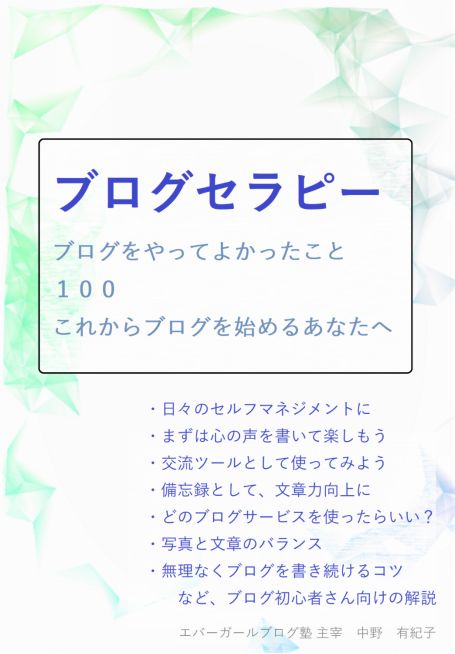 ブログセラピー
ブログをやってよかったこと
１００
これからブログを始めるあなたへ
・日々のセルフマネジメントに
・まずは心の声を書いて楽しもう
・交流ツールとして使ってみよう
・備忘録として、文章力向上に
・どのブログサービスを使ったらいい？
・写真と文章のバランス
・無理なくブログを書き続けるコツ
など、ブログ初心者さん向けの解説
エバーガールブログ塾 主宰　中野　有紀子